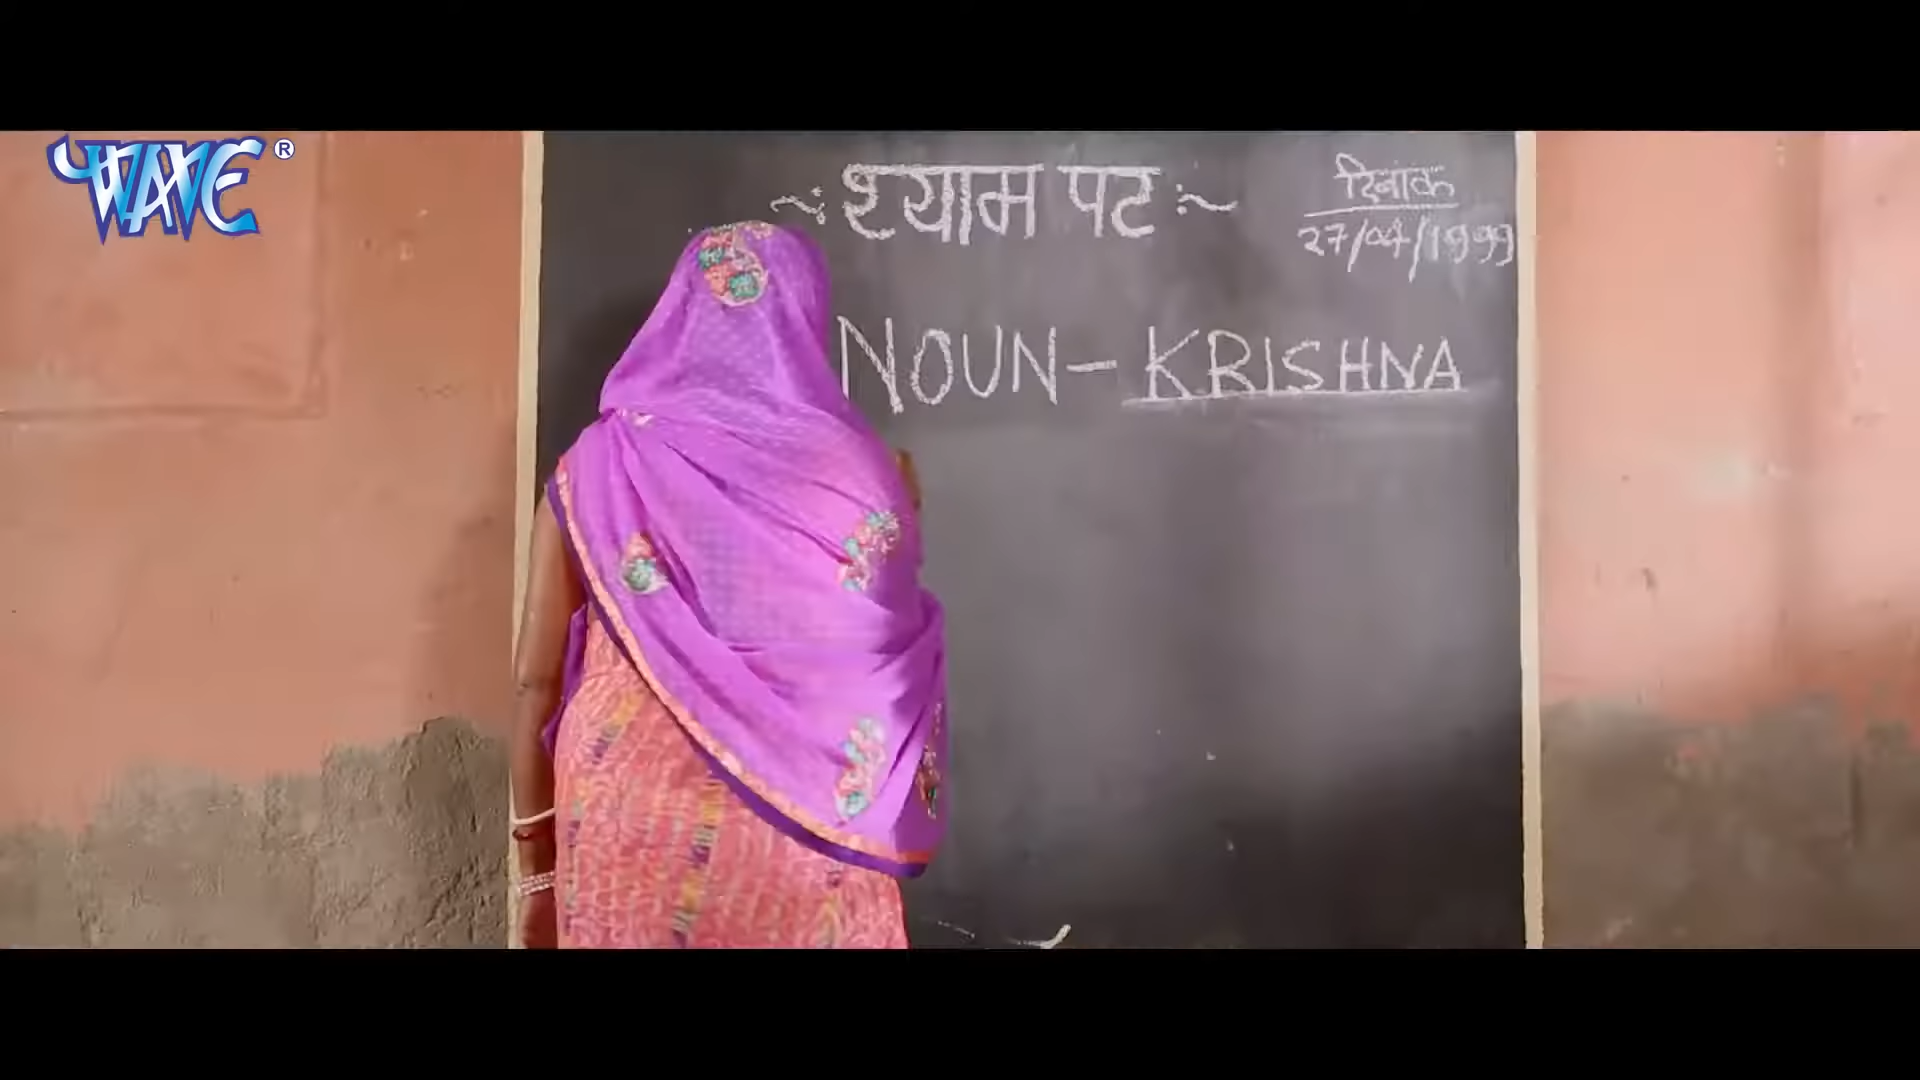 WAVE®
~: श्याम पट :~
दिनांक
27/04/1999
NOUN- KRISHNA